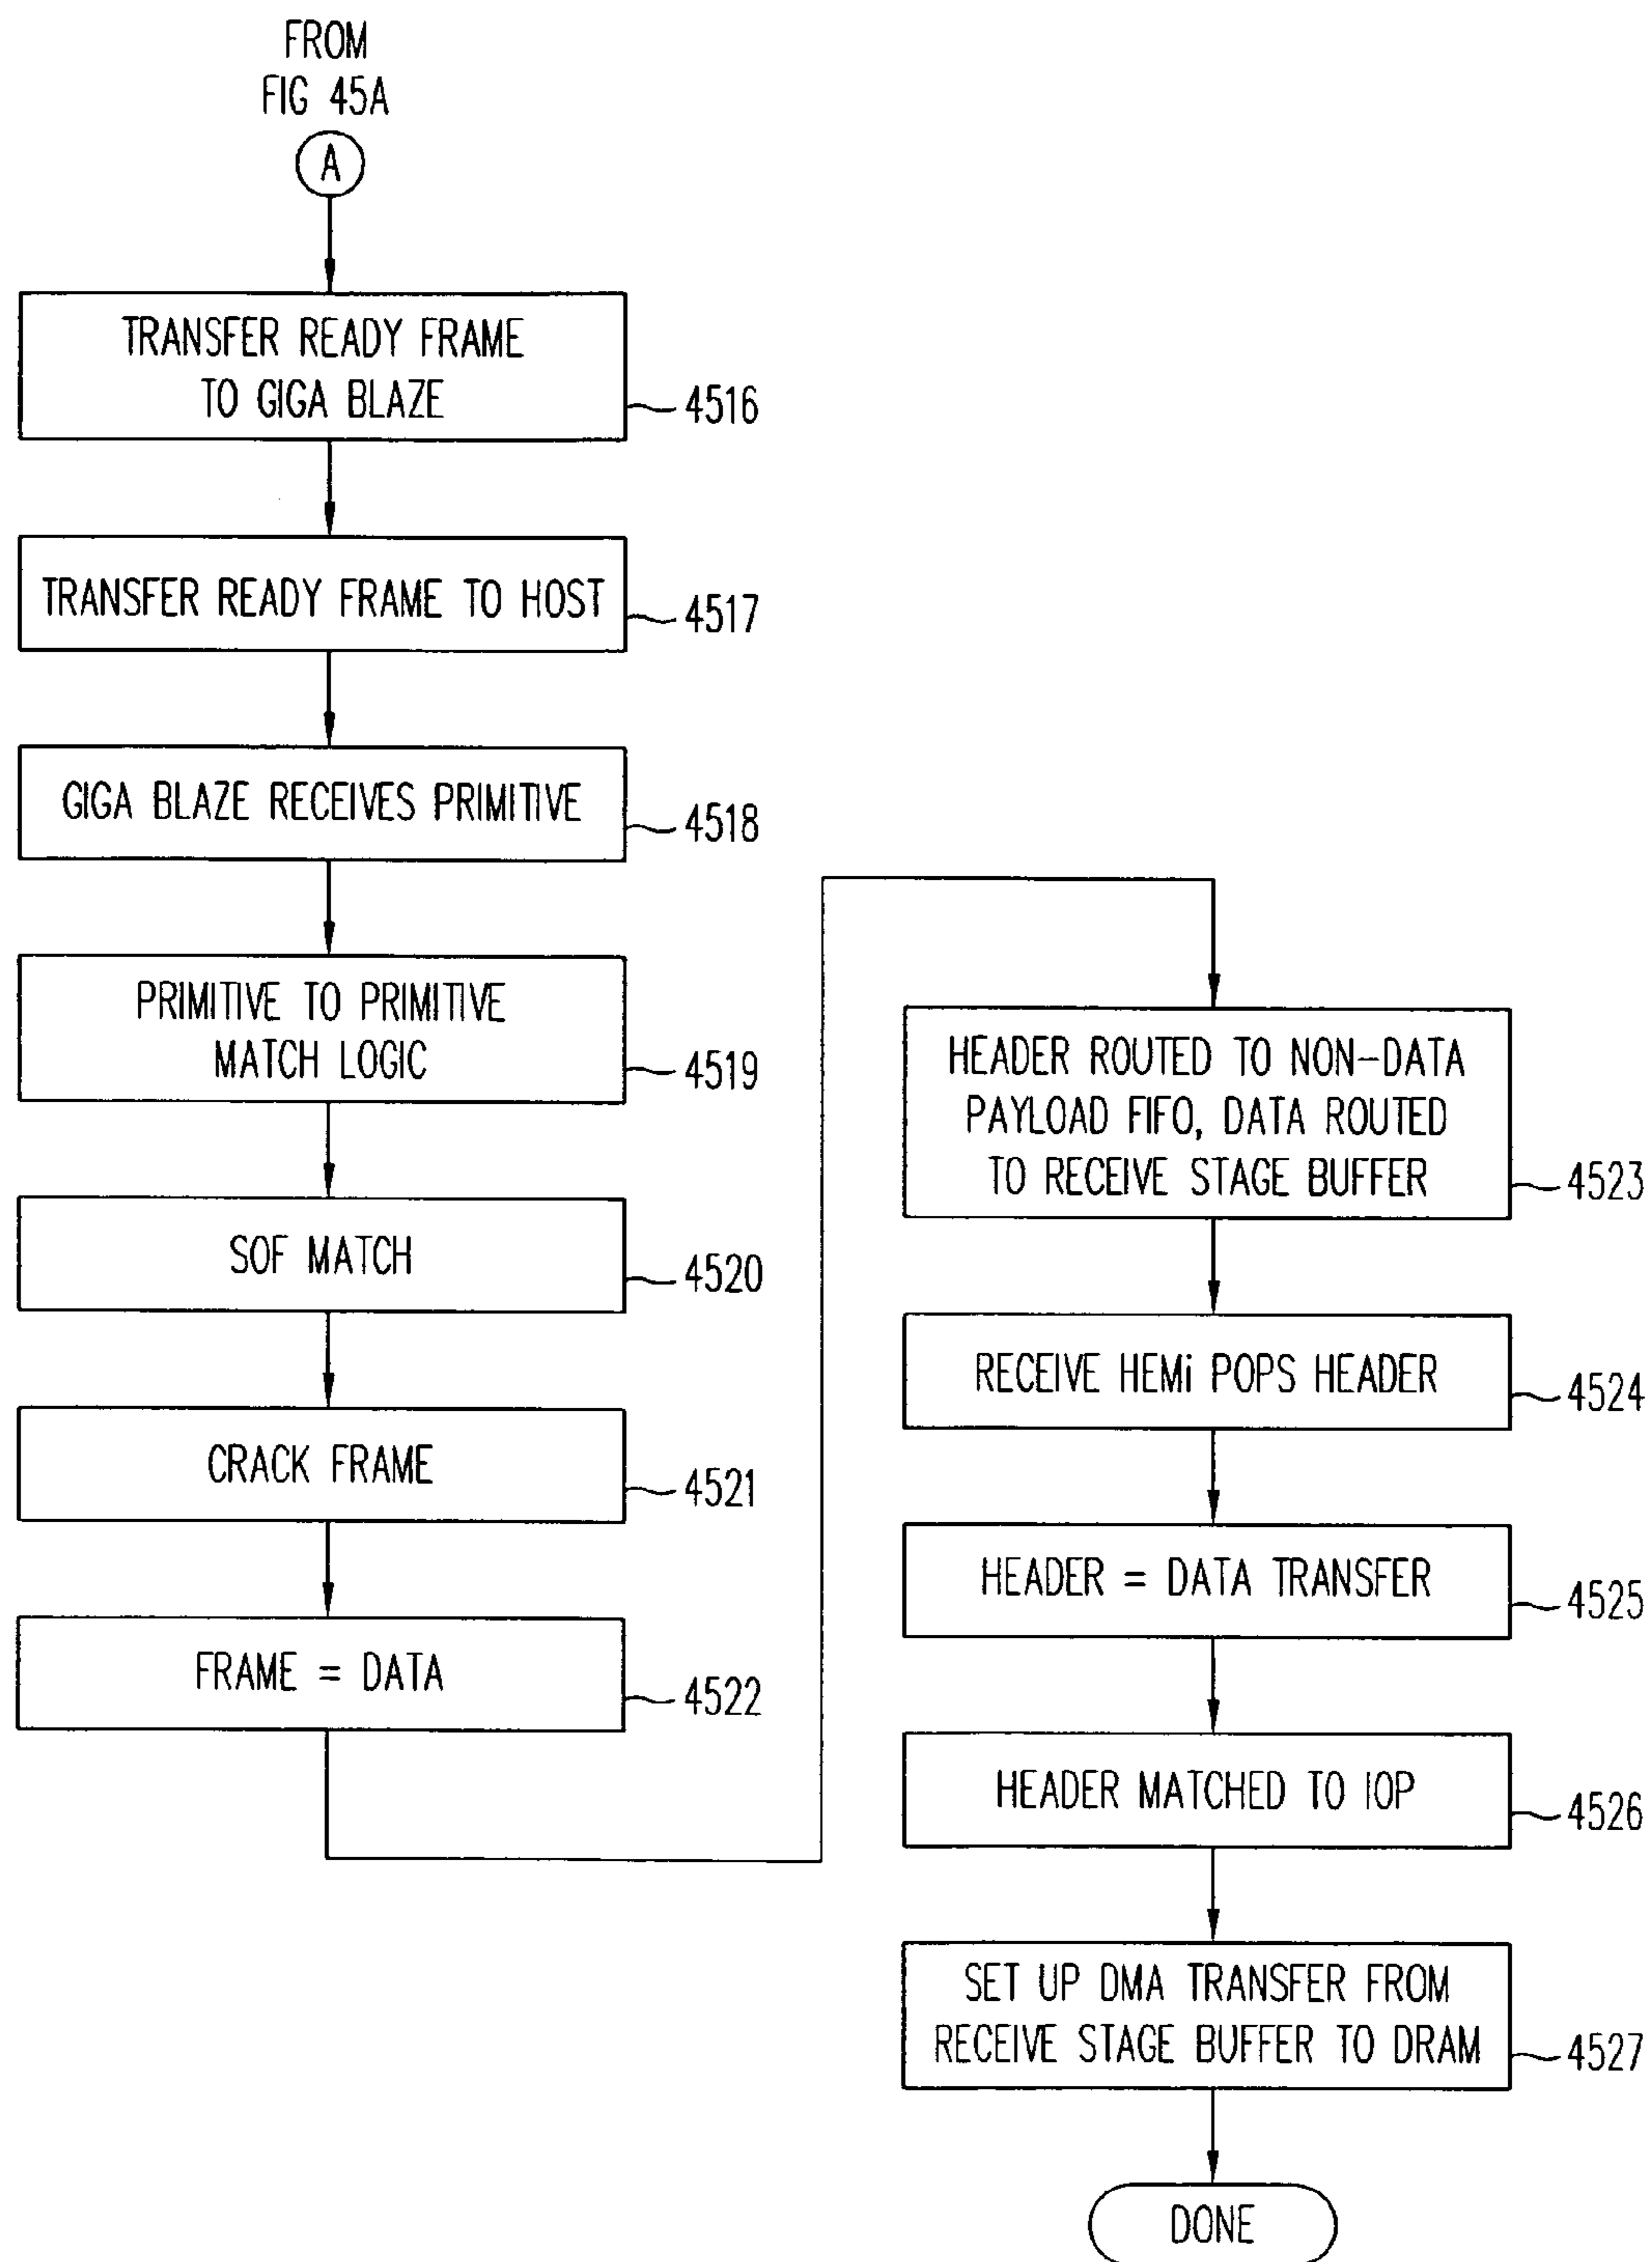 FROM
FIG 45A
A
TRANSFER READY FRAME
TO GIGA BLAZE
4516
TRANSFER READY FRAME TO HOST
4517
GIGA BLAZE RECEIVES PRIMITIVE
4518
PRIMITIVE TO PRIMITIVE
MATCH LOGIC
4519
SOF MATCH
4520
CRACK FRAME
4521
FRAME = DATA
4522
HEADER ROUTED TO NON-DATA
PAYLOAD FIFO, DATA ROUTED
TO RECEIVE STAGE BUFFER
4523
RECEIVE HEMi POPS HEADER
4524
HEADER = DATA TRANSFER
4525
HEADER MATCHED TO IOP
4526
SET UP DMA TRANSFER FROM
RECEIVE STAGE BUFFER TO DRAM
4527
DONE